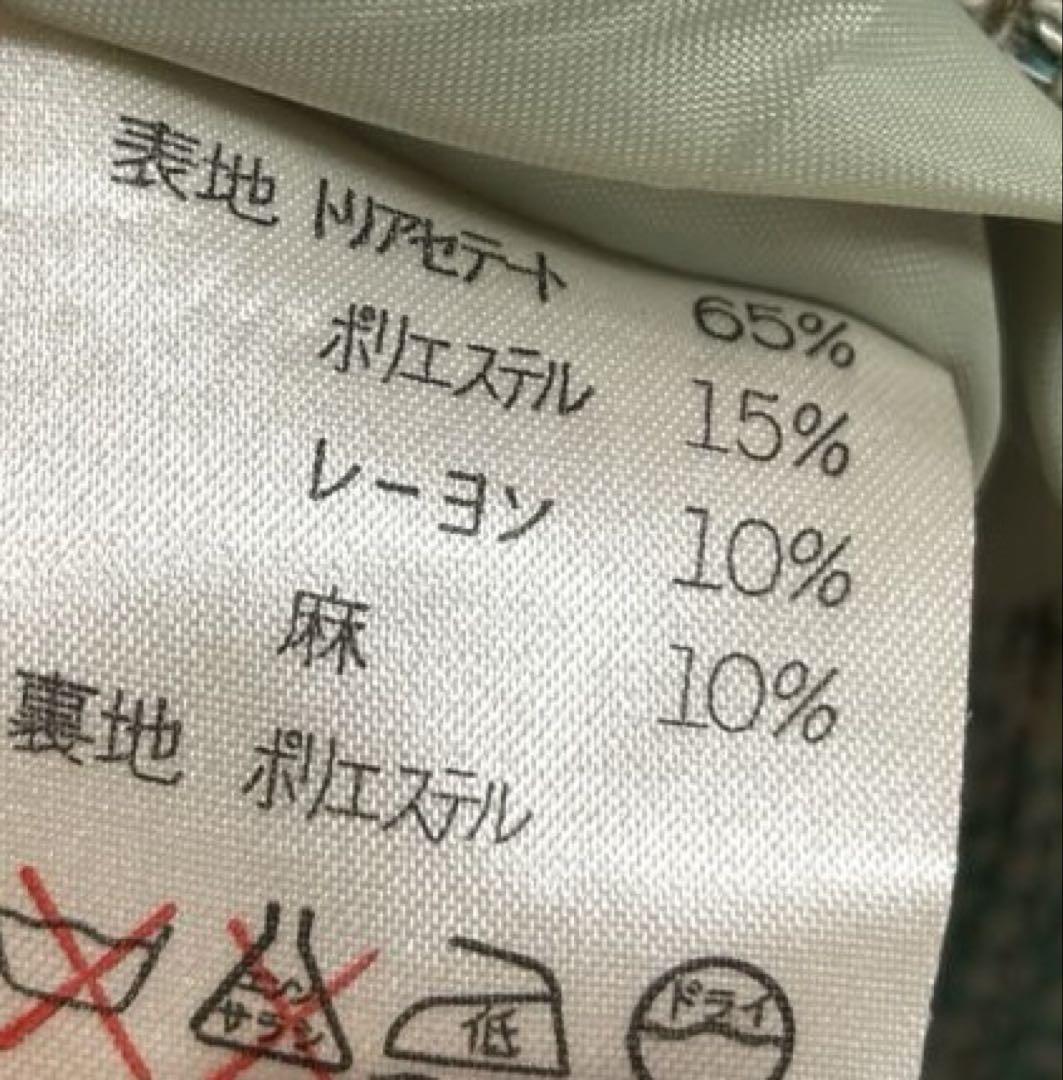 表地 トリアセテート 65%
ポリエステル 15%
レーヨン 10%
麻 10%
裏地 ポリエステル
エンソ
サラシ
低
ドライ